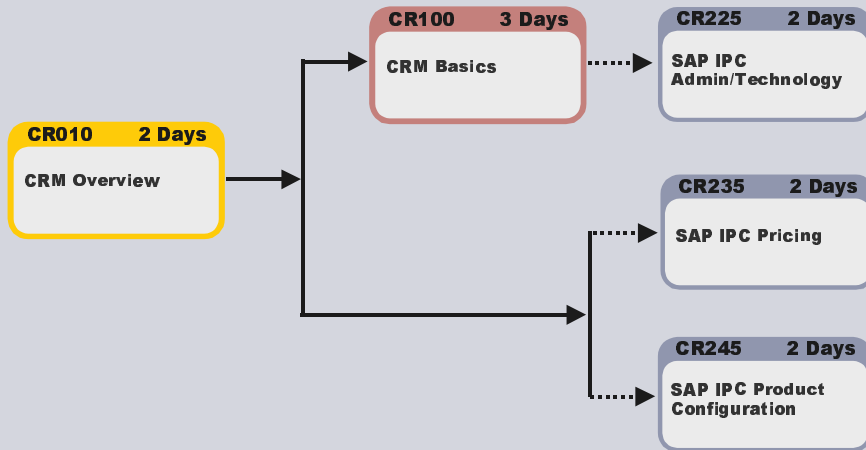 CR100 3 Days
CRM Basics
CR225 2 Days
SAP IPC
Admin/Technology
CR010 2 Days
CRM Overview
CR235 2 Days
SAP IPC Pricing
CR245 2 Days
SAP IPC Product
Configuration